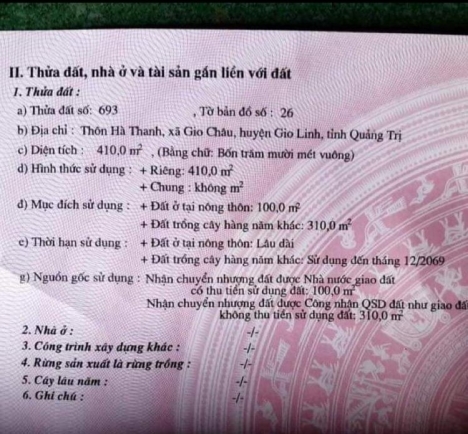 II. Thửa đất, nhà ở và tài sản gắn liền với đất
1. Thửa đất :
a) Thửa đất số: 693 , Tờ bản đồ số : 26
b) Địa chỉ : Thôn Hà Thanh, xã Gio Châu, huyện Gio Linh, tỉnh Quảng Trị
c) Diện tích : 410,0 m² , (Bằng chữ: Bốn trăm mười mét vuông)
d) Hình thức sử dụng : + Riêng: 410,0 m²
+ Chung : không m²
đ) Mục đích sử dụng : + Đất ở tại nông thôn: 100,0 m²
+ Đất trồng cây hàng năm khác: 310,0 m²
e) Thời hạn sử dụng : + Đất ở tại nông thôn: Lâu dài
+ Đất trồng cây hàng năm khác: Sử dụng đến tháng 12/2069
g) Nguồn gốc sử dụng : Nhận chuyển nhượng đất được Nhà nước giao đất
có thu tiền sử dụng đất: 100,0 m²
Nhận chuyển nhượng đất được Công nhận QSD đất như giao đất
không thu tiền sử dụng đất: 310,0 m²
2. Nhà ở : -/-
3. Công trình xây dựng khác : -/-
4. Rừng sản xuất là rừng trồng : -/-
5. Cây lâu năm : -/-
6. Ghi chú : -/-